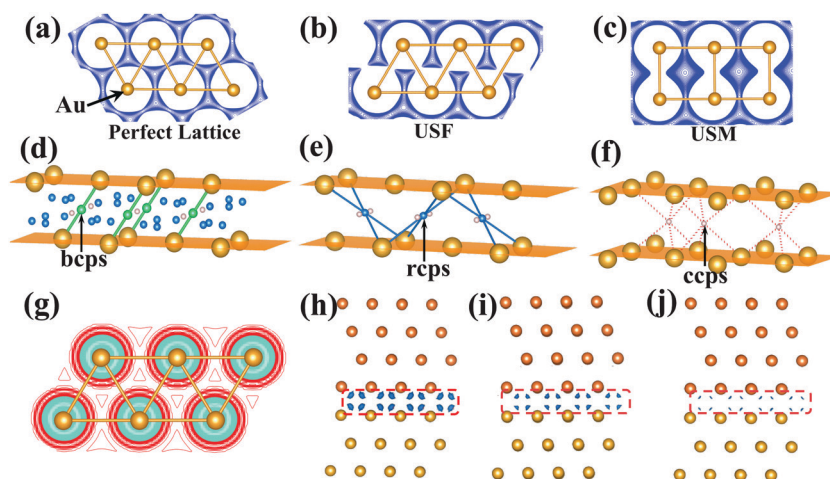 (a)
(b)
(c)
Au
Perfect Lattice
USF
USM
(d)
(e)
(f)
bcps
rcps
ccps
(g)
(h)
(i)
(j)